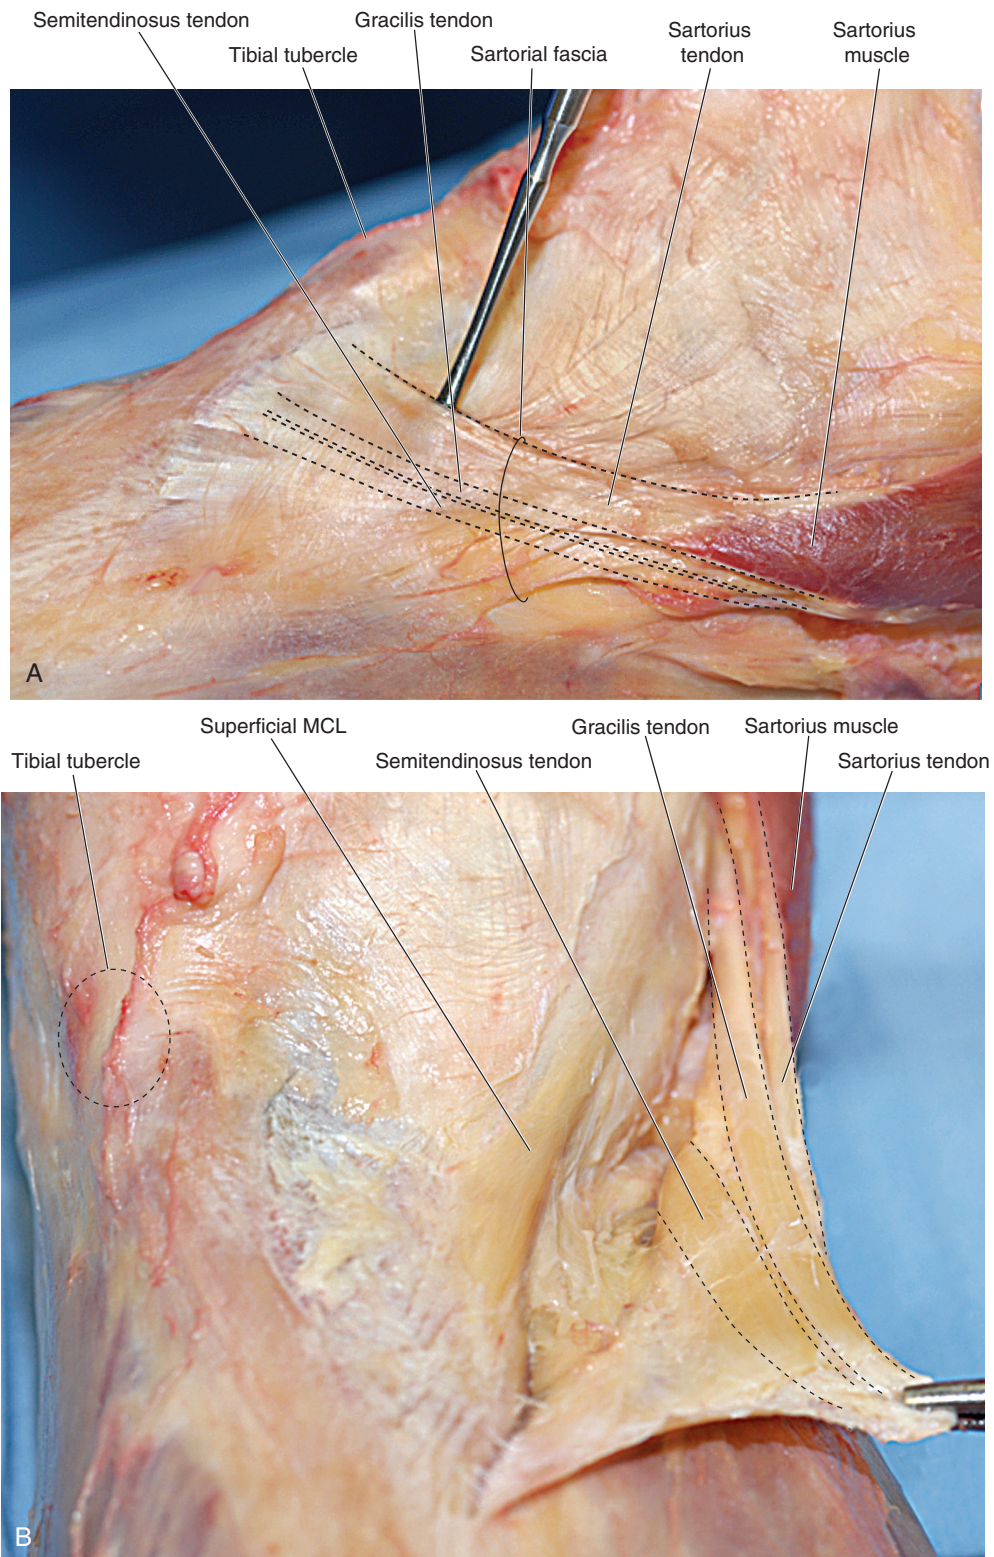 Semitendinosus tendon
Gracilis tendon
Tibial tubercle
Sartorial fascia
Sartorius
tendon
Sartorius
muscle
A
Superficial MCL
Gracilis tendon
Sartorius muscle
Tibial tubercle
Semitendinosus tendon
Sartorius tendon
B